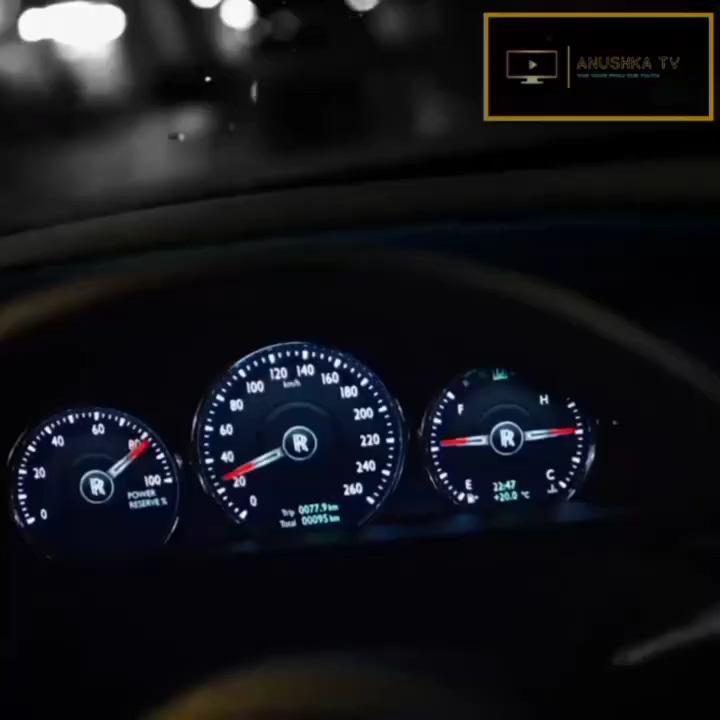 ANUSHKA TV
20
40
60
80
100
POWER
RESERVE %
0
0
20
40
60
80
100
120
140
160
180
200
220
240
260
km/h
Trip 0077.9 km
Total 00095 km
F
H
E
C
22:47
+20.0 °C